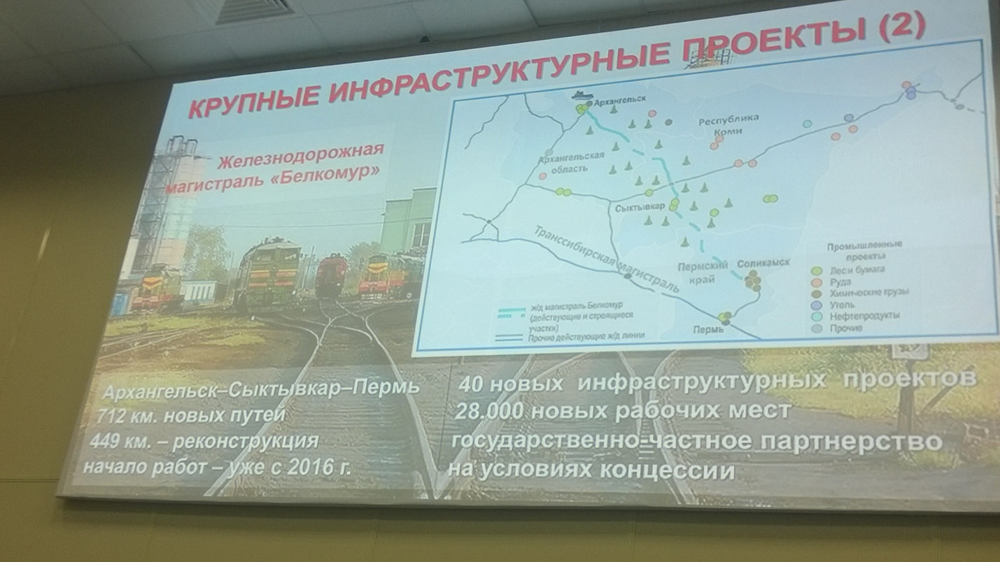 КРУПНЫЕ ИНФРАСТРУКТУРНЫЕ ПРОЕКТЫ (2)
Железнодорожная
магистраль «Белкомур»
Архангельск
Республика
Коми
Архангельская
область
Сыктывкар
Транссибирская магистраль
Пермский
край
Соликамск
Пермь
Промышленные
проекты
Лес и бумага
Руда
Химические грузы
Уголь
Нефтепродукты
Прочие
ж/д магистраль Белкомур
(действующие и строящиеся
участки)
Прочие действующие ж/д линии
Архангельск–Сыктывкар–Пермь
712 км. новых путей
449 км. – реконструкция
начало работ – уже с 2016 г.
40 новых инфраструктурных проектов
28.000 новых рабочих мест
государственно-частное партнерство
на условиях концессии